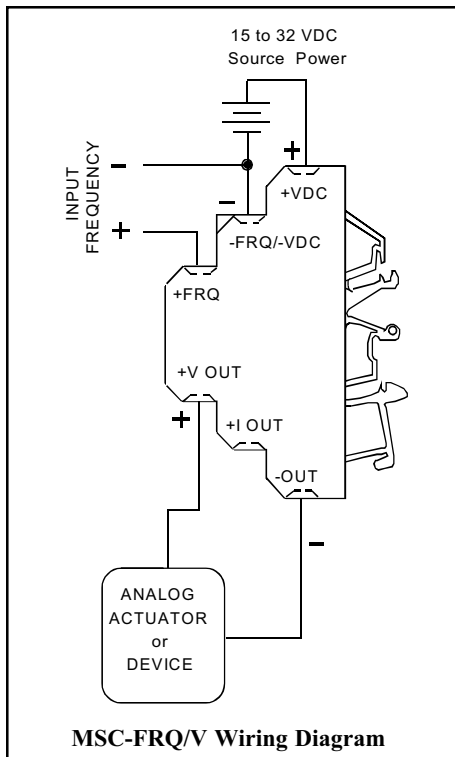 15 to 32 VDC
Source Power
INPUT
FREQUENCY
-
+
+
-
+VDC
-FRQ/-VDC
+FRQ
+V OUT
+
+I OUT
-OUT
-
ANALOG
ACTUATOR
or
DEVICE
MSC-FRQ/V Wiring Diagram